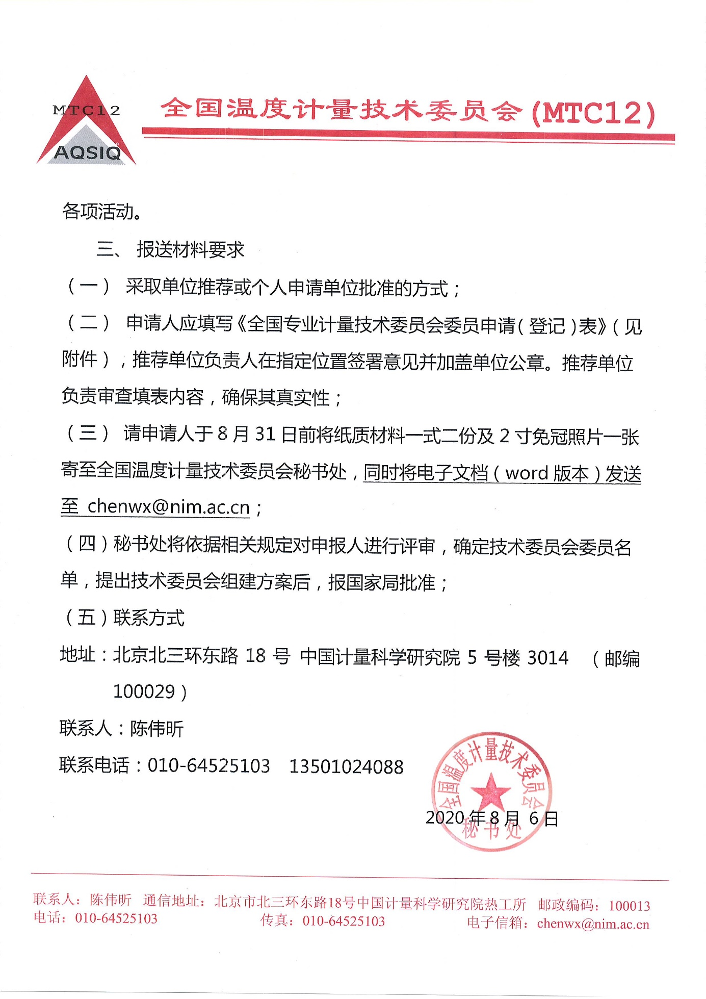 MTC12
AQSIQ
全国温度计量技术委员会(MTC12)
各项活动。
三、 报送材料要求
（一） 采取单位推荐或个人申请单位批准的方式；
（二） 申请人应填写《全国专业计量技术委员会委员申请（登记）表》（见
附件），推荐单位负责人在指定位置签署意见并加盖单位公章。推荐单位
负责审查填表内容，确保其真实性；
（三） 请申请人于 8 月 31 日前将纸质材料一式二份及 2 寸免冠照片一张
寄至全国温度计量技术委员会秘书处，同时将电子文档（word 版本）发送
至 chenwx@nim.ac.cn；
（四）秘书处将依据相关规定对申报人进行评审，确定技术委员会委员名
单，提出技术委员会组建方案后，报国家局批准；
（五）联系方式
地址：北京北三环东路 18 号 中国计量科学研究院 5 号楼 3014 （邮编
100029）
联系人：陈伟昕
联系电话：010-64525103 13501024088
全国温度计量技术委员会
2020 年 8 月 6 日
秘书处
联系人：陈伟昕 通信地址：北京市北三环东路18号中国计量科学研究院热工所 邮政编码：100013
电话：010-64525103 传真：010-64525103 电子信箱：chenwx@nim.ac.cn